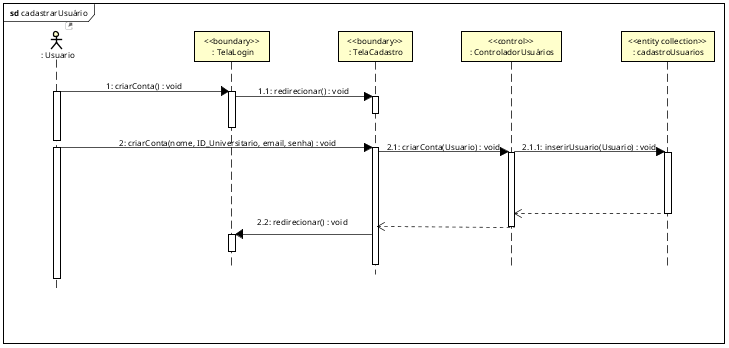 sd cadastrarUsuário
: Usuario
<<boundary>>
: TelaLogin
<<boundary>>
: TelaCadastro
<<control>>
: ControladorUsuários
<<entity collection>>
: cadastroUsuarios
1: criarConta() : void
1.1: redirecionar() : void
2: criarConta(nome, ID_Universitario, email, senha) : void
2.1: criarConta(Usuario) : void
2.1.1: inserirUsuario(Usuario) : void
2.2: redirecionar() : void